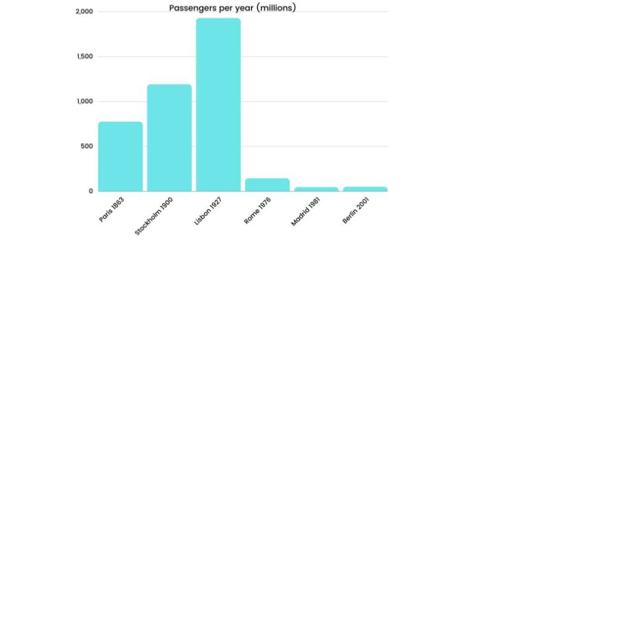 Passengers per year (millions)
2,000
1,500
1,000
500
0
Paris 1863
Stockholm 1900
Lisbon 1927
Rome 1976
Madrid 1981
Berlin 2001